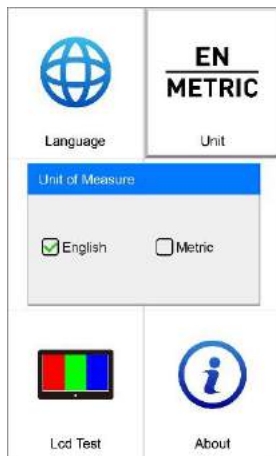 EN
METRIC
Language
Unit
Unit of Measure
English
Metric
Lcd Test
About